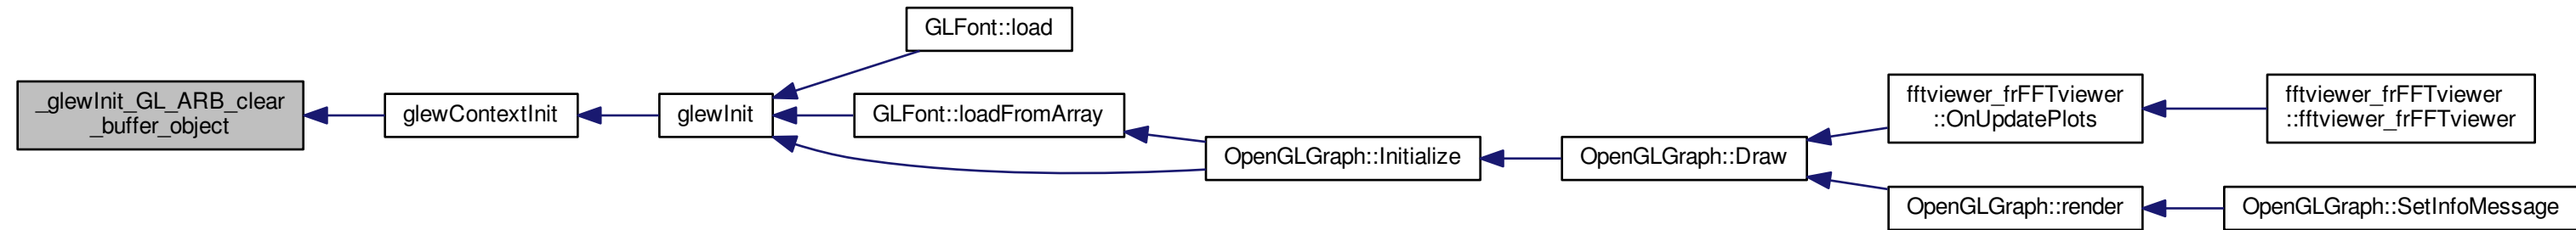 _glewInit_GL_ARB_clear
_buffer_object
glewContextInit
glewInit
GLFont::load
GLFont::loadFromArray
OpenGLGraph::Initialize
OpenGLGraph::Draw
fftviewer_frFFTviewer
::OnUpdatePlots
fftviewer_frFFTviewer
::fftviewer_frFFTviewer
OpenGLGraph::render
OpenGLGraph::SetInfoMessage